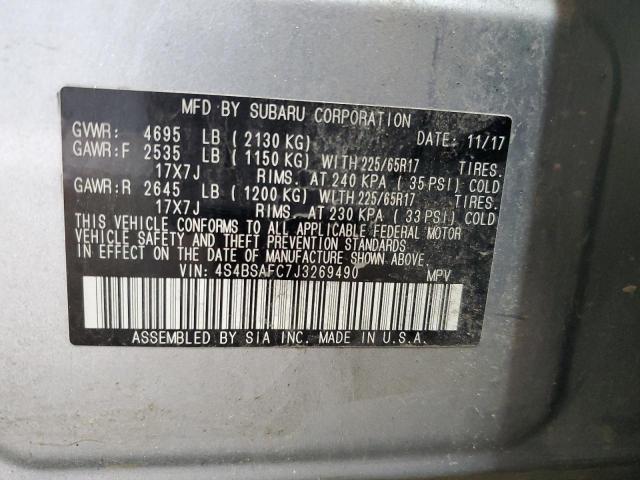 MFD BY SUBARU CORPORATION
GVWR: 4695 LB ( 2130 KG) DATE: 11/17
GAWR:F 2535 LB ( 1150 KG) WITH 225/65R17 TIRES.
17X7J RIMS. AT 240 KPA ( 35 PSI) COLD
GAWR:R 2645 LB ( 1200 KG) WITH 225/65R17 TIRES.
17X7J RIMS. AT 230 KPA ( 33 PSI) COLD
THIS VEHICLE CONFORMS TO ALL APPLICABLE FEDERAL MOTOR
VEHICLE SAFETY AND THEFT PREVENTION STANDARDS
IN EFFECT ON THE DATE OF MANUFACTURE SHOWN ABOVE.
VIN: 4S4BSAFC7J3269490 MPV
ASSEMBLED BY SIA INC. MADE IN U.S.A.